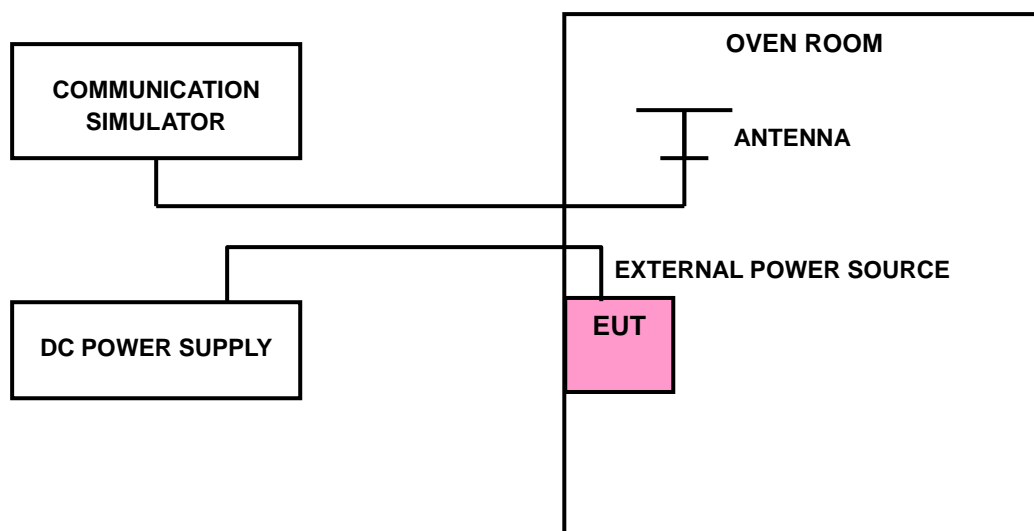 OVEN ROOM
COMMUNICATION
SIMULATOR
ANTENNA
EXTERNAL POWER SOURCE
EUT
DC POWER SUPPLY